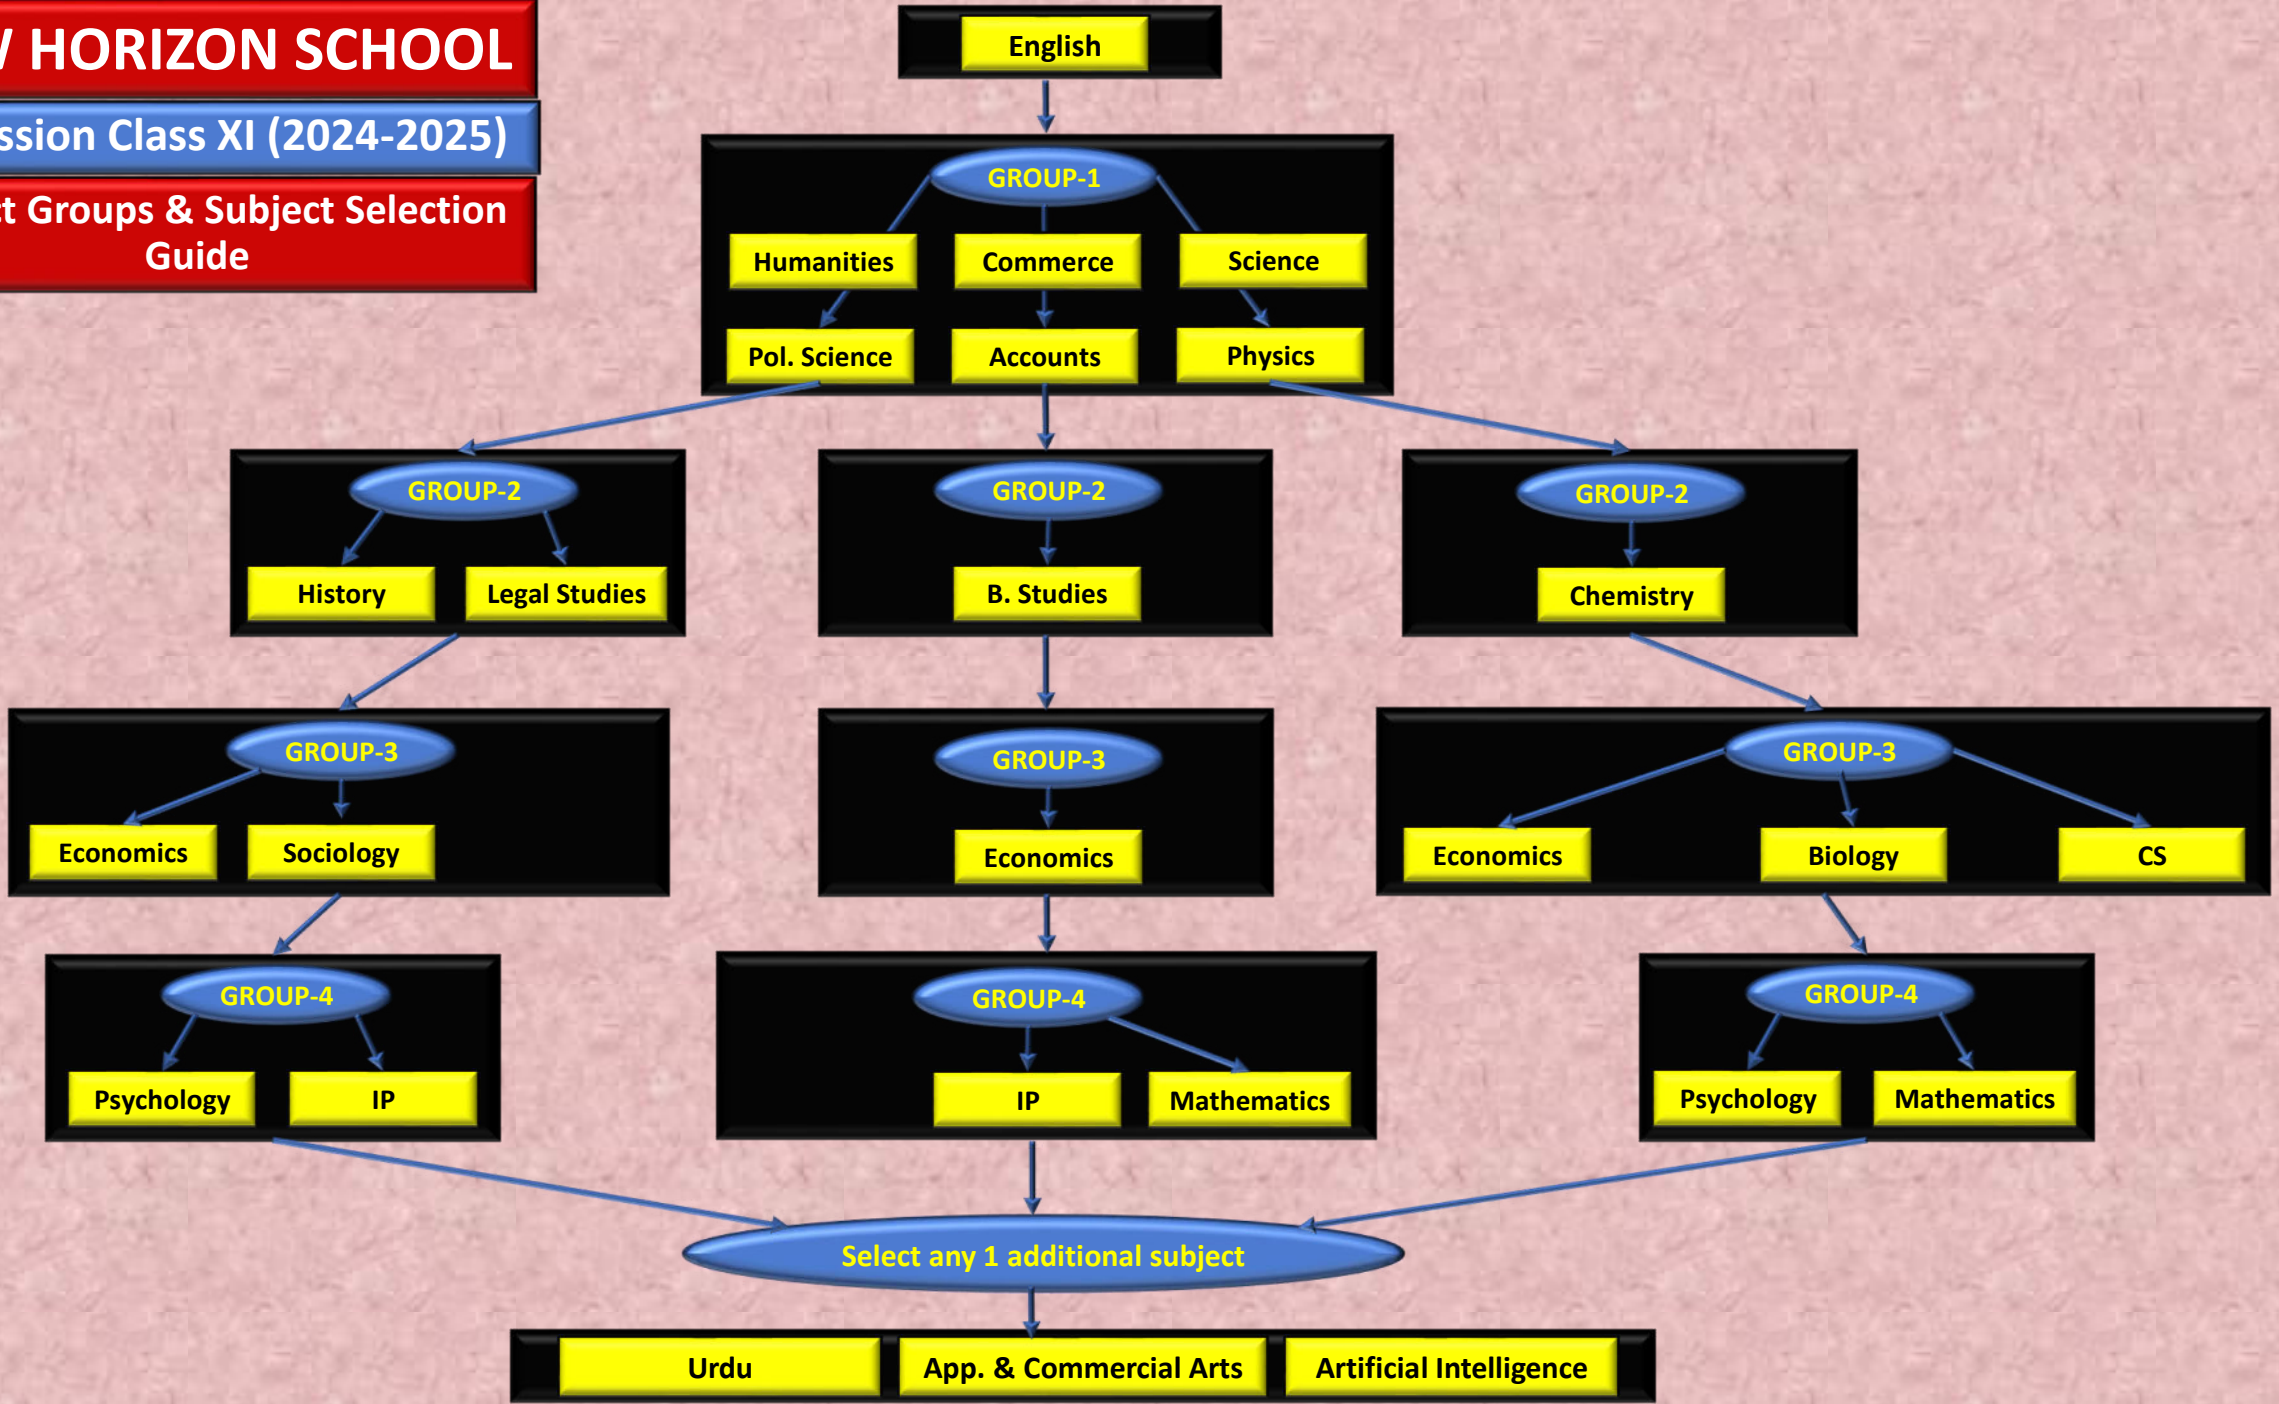 HORIZON SCHOOL
Class XI (2024-2025)
Groups & Subject Selection
Guide
English
GROUP-1
Humanities
Commerce
Science
Pol. Science
Accounts
Physics
GROUP-2
GROUP-2
GROUP-2
History
Legal Studies
B. Studies
Chemistry
GROUP-3
GROUP-3
GROUP-3
Economics
Sociology
Economics
Economics
Biology
CS
GROUP-4
GROUP-4
GROUP-4
Psychology
IP
IP
Mathematics
Psychology
Mathematics
Select any 1 additional subject
Urdu
App. & Commercial Arts
Artificial Intelligence